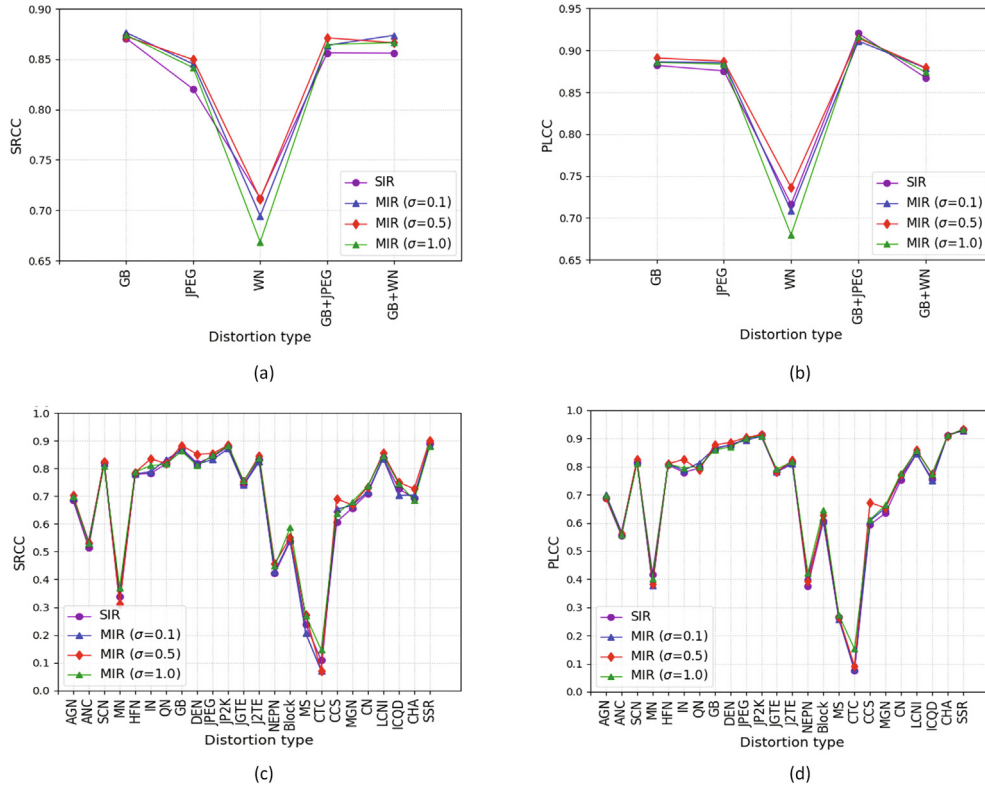 (a)
0.90
0.85
0.80
0.75
0.70
0.65
SRCC
SIR
MIR (σ=0.1)
MIR (σ=0.5)
MIR (σ=1.0)
GB
JPEG
WN
GB+JPEG
GB+WN
Distortion type
(a)
(b)
0.95
0.90
0.85
0.80
0.75
0.70
0.65
PLCC
SIR
MIR (σ=0.1)
MIR (σ=0.5)
MIR (σ=1.0)
GB
JPEG
WN
GB+JPEG
GB+WN
Distortion type
(b)
1.0
0.9
0.8
0.7
0.6
0.5
0.4
0.3
0.2
0.1
0.0
SRCC
SIR
MIR (σ=0.1)
MIR (σ=0.5)
MIR (σ=1.0)
AGN
ANC
SCN
MN
HFN
IN
QN
GB
DEN
JPEG
JP2K
JGTE
J2TE
NEPN
Block
MS
CTC
CCS
MGN
CN
LCNI
ICQD
CHA
SSR
Distortion type
(c)
1.0
0.9
0.8
0.7
0.6
0.5
0.4
0.3
0.2
0.1
0.0
PLCC
SIR
MIR (σ=0.1)
MIR (σ=0.5)
MIR (σ=1.0)
AGN
ANC
SCN
MN
HFN
IN
QN
GB
DEN
JPEG
JP2K
JGTE
J2TE
NEPN
Block
MS
CTC
CCS
MGN
CN
LCNI
ICQD
CHA
SSR
Distortion type
(d)